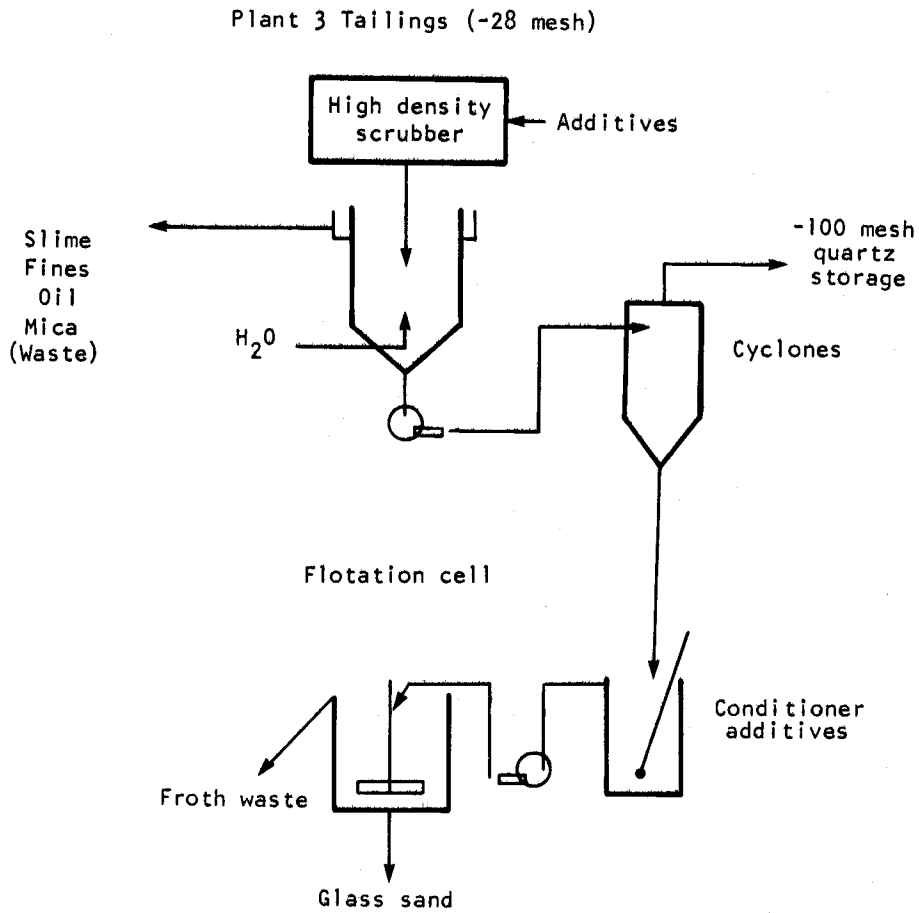 Plant 3 Tailings (-28 mesh)
High density
scrubber
Additives
Slime
Fines
Oil
Mica
(Waste)
H₂O
-100 mesh
quartz
storage
Cyclones
Flotation cell
Conditioner
additives
Froth waste
Glass sand